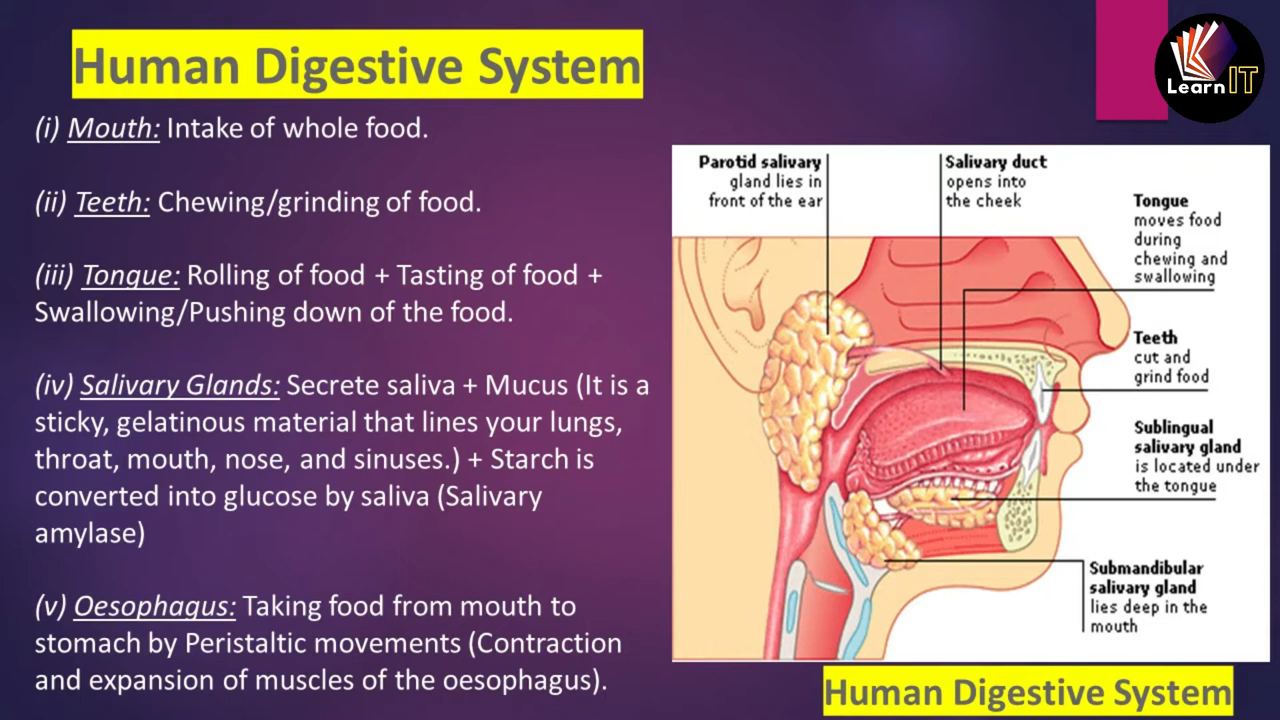 Human Digestive System
Learn IT
(i) Mouth: Intake of whole food.
(ii) Teeth: Chewing/grinding of food.
(iii) Tongue: Rolling of food + Tasting of food +
Swallowing/Pushing down of the food.
(iv) Salivary Glands: Secrete saliva + Mucus (It is a
sticky, gelatinous material that lines your lungs,
throat, mouth, nose, and sinuses.) + Starch is
converted into glucose by saliva (Salivary
amylase)
(v) Oesophagus: Taking food from mouth to
stomach by Peristaltic movements (Contraction
and expansion of muscles of the oesophagus).
Parotid salivary
gland lies in
front of the ear
Salivary duct
opens into
the cheek
Tongue
moves food
during
chewing and
swallowing
Teeth
cut and
grind food
Sublingual
salivary gland
is located under
the tongue
Submandibular
salivary gland
lies deep in the
mouth
Human Digestive System